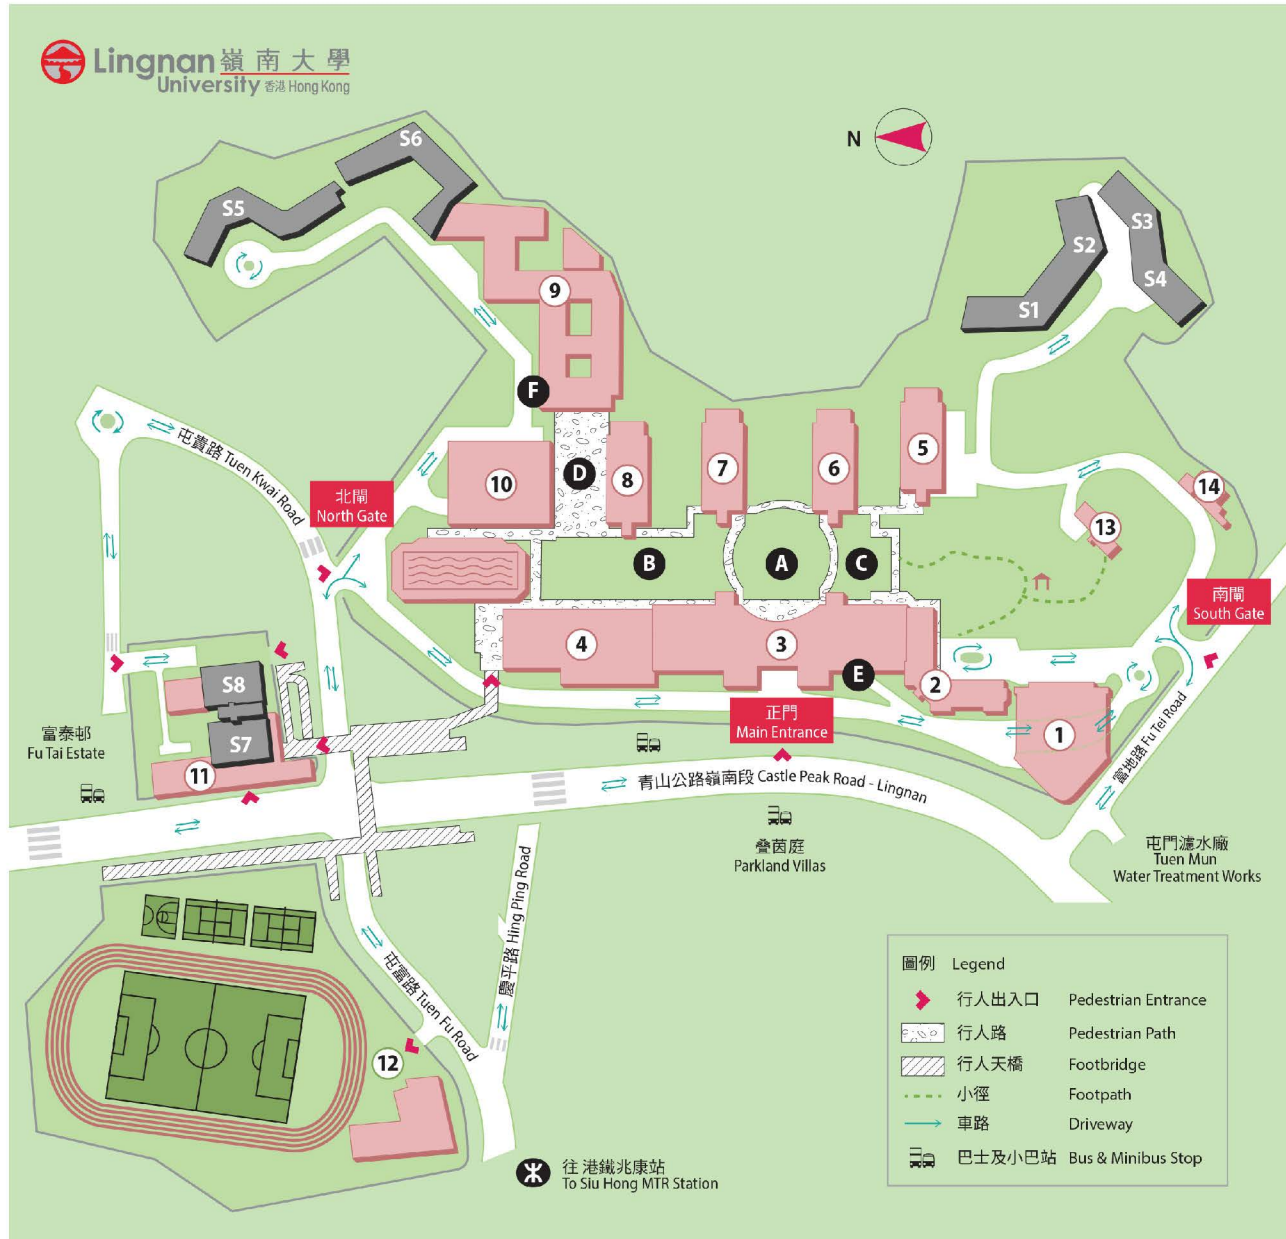 Lingnan 嶺南大學
University 香港 Hong Kong
N
S6
S5
S3
S2
S4
S1
9
F
屯貴路 Tuen Kwai Road
5
7
6
8
D
10
14
北閘
North Gate
13
B
A
C
南閘
South Gate
4
3
E
2
S8
正門
Main Entrance
富泰邨
Fu Tai Estate
S7
1
11
富地路 Fu Tei Road
青山公路嶺南段 Castle Peak Road - Lingnan
叠茵庭
Parkland Villas
屯門濾水廠
Tuen Mun
Water Treatment Works
慶平路 Hing Ping Road
屯富路 Tuen Fu Road
12
往 港鐵兆康站
To Siu Hong MTR Station
圖例 Legend
行人出入口 Pedestrian Entrance
行人路 Pedestrian Path
行人天橋 Footbridge
小徑 Footpath
車路 Driveway
巴士及小巴站 Bus & Minibus Stop